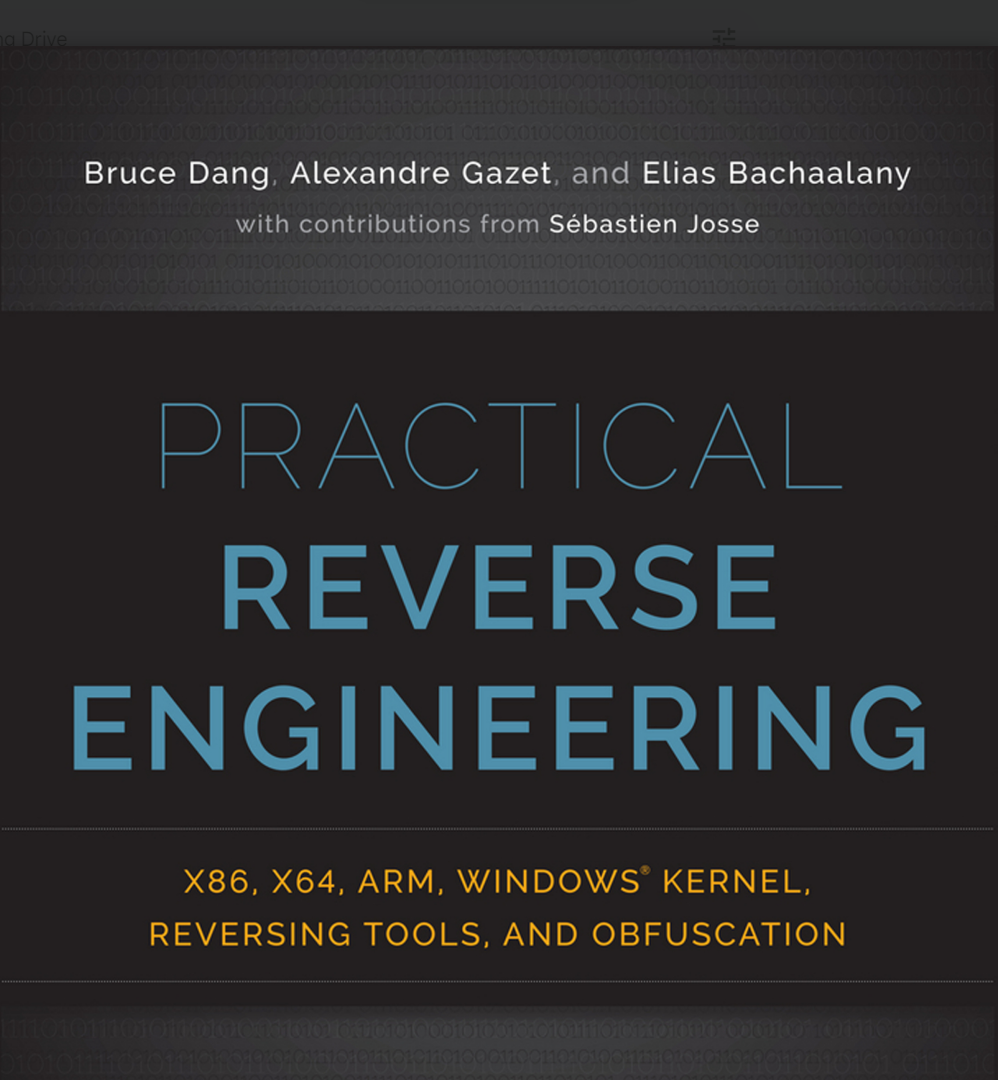 Drive
Bruce Dang, Alexandre Gazet, and Elias Bachaalany
with contributions from Sébastien Josse
PRACTICAL
REVERSE
ENGINEERING
X86, X64, ARM, WINDOWS® KERNEL,
REVERSING TOOLS, AND OBFUSCATION